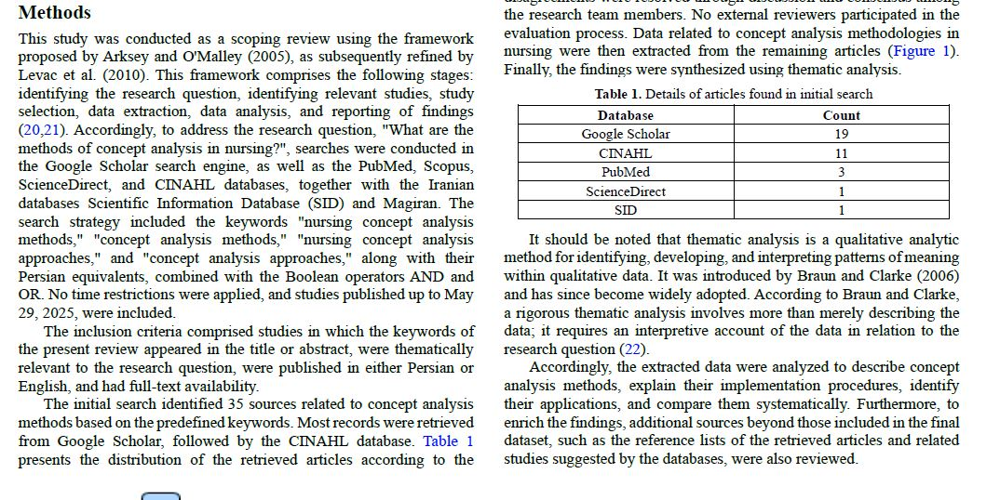 Methods
This study was conducted as a scoping review using the framework
proposed by Arksey and O'Malley (2005), as subsequently refined by
Levac et al. (2010). This framework comprises the following stages:
identifying the research question, identifying relevant studies, study
selection, data extraction, data analysis, and reporting of findings
(20,21). Accordingly, to address the research question, "What are the
methods of concept analysis in nursing?", searches were conducted in
the Google Scholar search engine, as well as the PubMed, Scopus,
ScienceDirect, and CINAHL databases, together with the Iranian
databases Scientific Information Database (SID) and Magiran. The
search strategy included the keywords "nursing concept analysis
methods," "concept analysis methods," "nursing concept analysis
approaches," and "concept analysis approaches," along with their
Persian equivalents, combined with the Boolean operators AND and
OR. No time restrictions were applied, and studies published up to May
29, 2025, were included.
The inclusion criteria comprised studies in which the keywords of
the present review appeared in the title or abstract, were thematically
relevant to the research question, were published in either Persian or
English, and had full-text availability.
The initial search identified 35 sources related to concept analysis
methods based on the predefined keywords. Most records were retrieved
from Google Scholar, followed by the CINAHL database. Table 1
presents the distribution of the retrieved articles according to the
the research team members. No external reviewers participated in the
evaluation process. Data related to concept analysis methodologies in
nursing were then extracted from the remaining articles (Figure 1).
Finally, the findings were synthesized using thematic analysis.
Table 1. Details of articles found in initial search
Database Count
Google Scholar 19
CINAHL 11
PubMed 3
ScienceDirect 1
SID 1
It should be noted that thematic analysis is a qualitative analytic
method for identifying, developing, and interpreting patterns of meaning
within qualitative data. It was introduced by Braun and Clarke (2006)
and has since become widely adopted. According to Braun and Clarke,
a rigorous thematic analysis involves more than merely describing the
data; it requires an interpretive account of the data in relation to the
research question (22).
Accordingly, the extracted data were analyzed to describe concept
analysis methods, explain their implementation procedures, identify
their applications, and compare them systematically. Furthermore, to
enrich the findings, additional sources beyond those included in the final
dataset, such as the reference lists of the retrieved articles and related
studies suggested by the databases, were also reviewed.